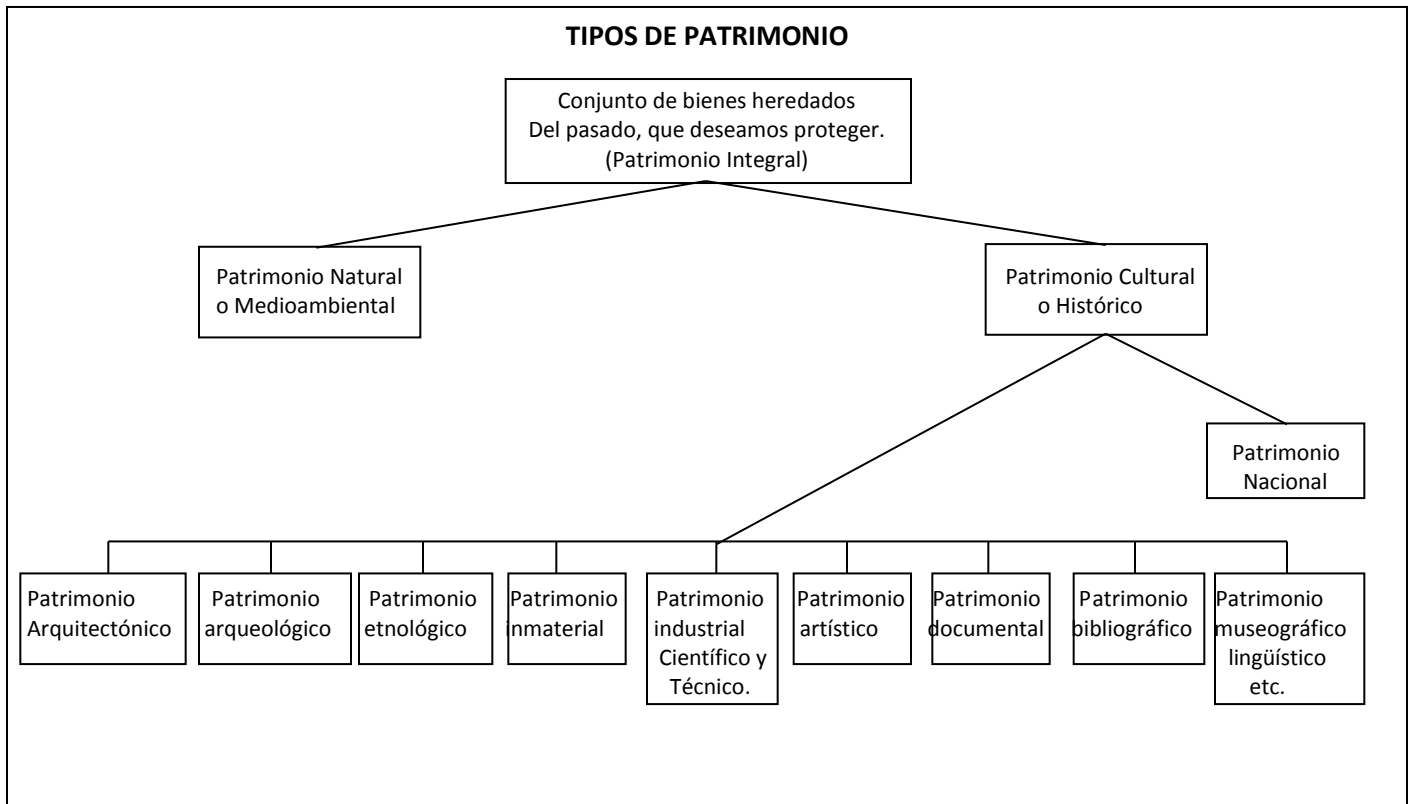 TIPOS DE PATRIMONIO
Conjunto de bienes heredados
Del pasado, que deseamos proteger.
(Patrimonio Integral)
Patrimonio Natural
o Medioambiental
Patrimonio Cultural
o Histórico
Patrimonio
Nacional
Patrimonio
Arquitectónico
Patrimonio
arqueológico
Patrimonio
etnológico
Patrimonio
inmaterial
Patrimonio
industrial
Científico y
Técnico.
Patrimonio
artístico
Patrimonio
documental
Patrimonio
bibliográfico
Patrimonio
museográfico
lingüístico
etc.